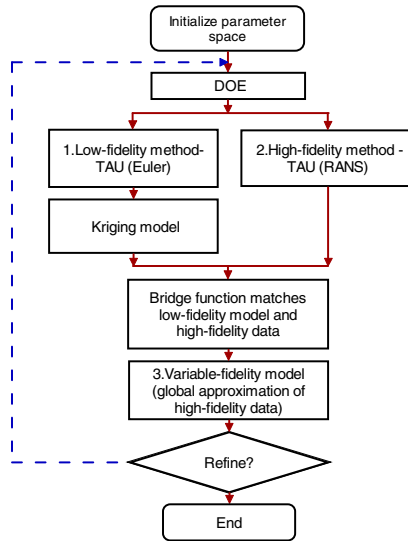 Initialize parameter
space
DOE
1.Low-fidelity method-
TAU (Euler)
2.High-fidelity method -
TAU (RANS)
Kriging model
Bridge function matches
low-fidelity model and
high-fidelity data
3.Variable-fidelity model
(global approximation of
high-fidelity data)
Refine?
End